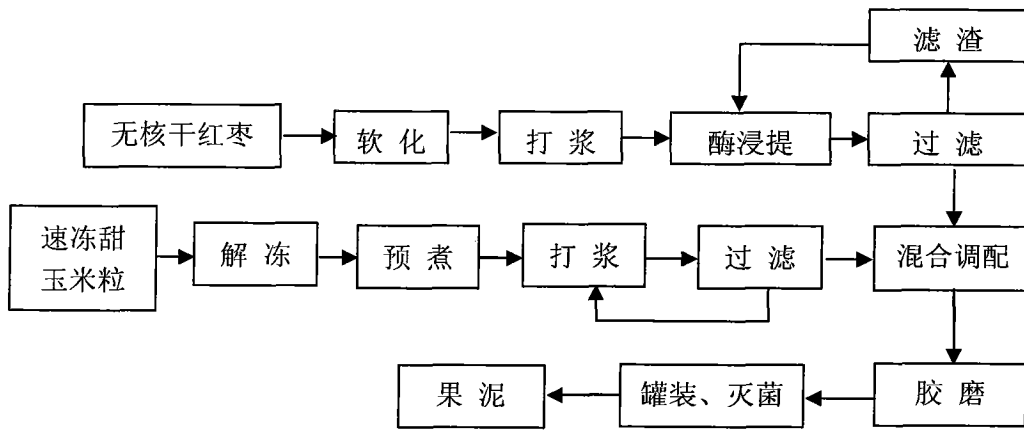 滤渣
无核干红枣
软化
打浆
酶浸提
过滤
速冻甜
玉米粒
解冻
预煮
打浆
过滤
混合调配
果泥
罐装、灭菌
胶磨